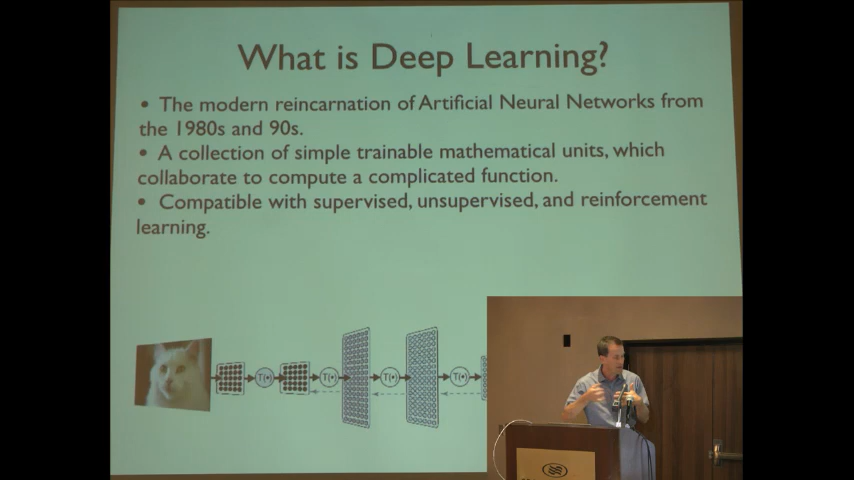 What is Deep Learning?
• The modern reincarnation of Artificial Neural Networks from
the 1980s and 90s.
• A collection of simple trainable mathematical units, which
collaborate to compute a complicated function.
• Compatible with supervised, unsupervised, and reinforcement
learning.
T(•) T(•) T(•) T(•)